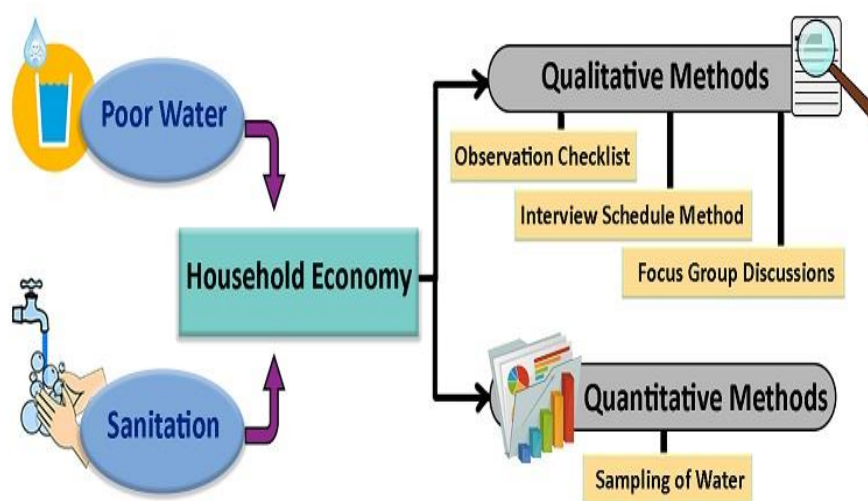 Poor Water
Qualitative Methods
Observation Checklist
Interview Schedule Method
Focus Group Discussions
Household Economy
Sanitation
Quantitative Methods
Sampling of Water